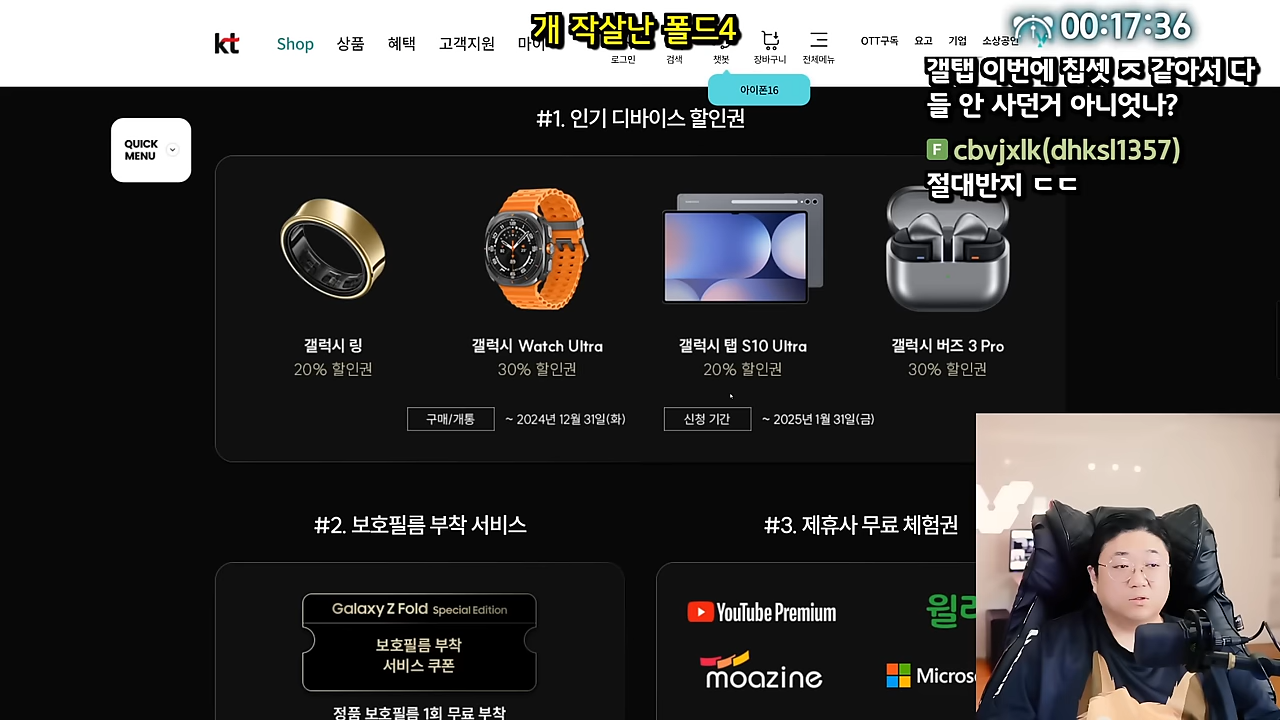 개 작살난 폴드4
00:17:36
kt
Shop 상품 혜택 고객지원 마이
로그인 검색 챗봇 장바구니 전체메뉴
OTT구독 요고 기업 소상공인
아이폰16
갤탭 이번에 칩셋 ㅈ 같아서 다
들 안 사던거 아니엇나?
F cbvjxlk(dhksl1357)
절대반지 ㄷㄷ
QUICK
MENU
#1. 인기 디바이스 할인권
갤럭시 링
20% 할인권
갤럭시 Watch Ultra
30% 할인권
갤럭시 탭 S10 Ultra
20% 할인권
갤럭시 버즈 3 Pro
30% 할인권
구매/개통 ~ 2024년 12월 31일(화)
신청 기간 ~ 2025년 1월 31일(금)
#2. 보호필름 부착 서비스
#3. 제휴사 무료 체험권
Galaxy Z Fold Special Edition
보호필름 부착
서비스 쿠폰
정품 보호필름 1회 무료 부착
YouTube Premium
moazine